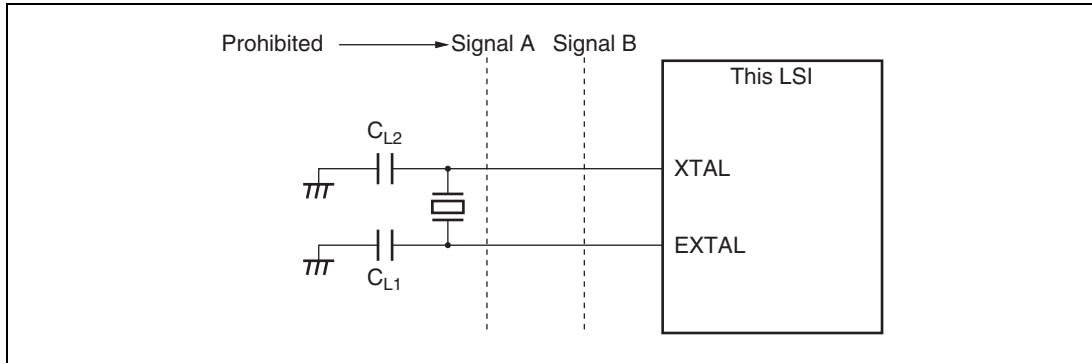 Prohibited Signal A Signal B
This LSI
CL2
XTAL
EXTAL
CL1